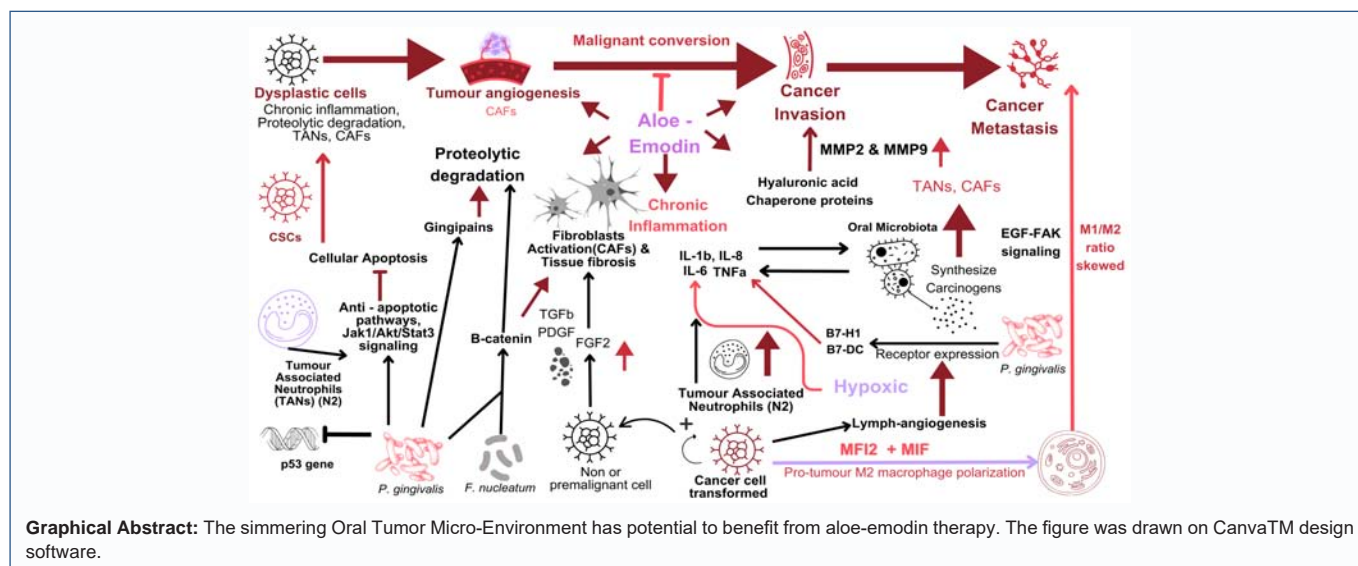 Malignant conversion
Dysplastic cells
Chronic inflammation,
Proteolytic degradation,
TANs, CAFs
Tumour angiogenesis
CAFs
Cancer
Invasion
Cancer
Metastasis
Aloe -
Emodin
MMP2 & MMP9
Hyaluronic acid
Chaperone proteins
TANs, CAFs
Proteolytic
degradation
CSCs
Gingipains
Cellular Apoptosis
Chronic
Inflammation
Fibroblasts
Activation(CAFs) &
Tissue fibrosis
IL-1b, IL-8
IL-6 TNFa
Oral Microbiota
Synthesize
Carcinogens
EGF-FAK
signaling
M1/M2
ratio
skewed
Anti - apoptotic
pathways,
Jak1/Akt/Stat3
signaling
Tumour
Associated
Neutrophils
(TANs) (N2)
B-catenin
TGFb
PDGF
FGF2
B7-H1
B7-DC
Receptor expression
P. gingivalis
Tumour Associated
Neutrophils (N2)
Hypoxic
Lymph-angiogenesis
p53 gene
P. gingivalis
F. nucleatum
Non or
premalignant cell
+
Cancer cell
transformed
MFI2 + MIF
Pro-tumour M2 macrophage polarization
Graphical Abstract: The simmering Oral Tumor Micro-Environment has potential to benefit from aloe-emodin therapy. The figure was drawn on CanvaTM design
software.